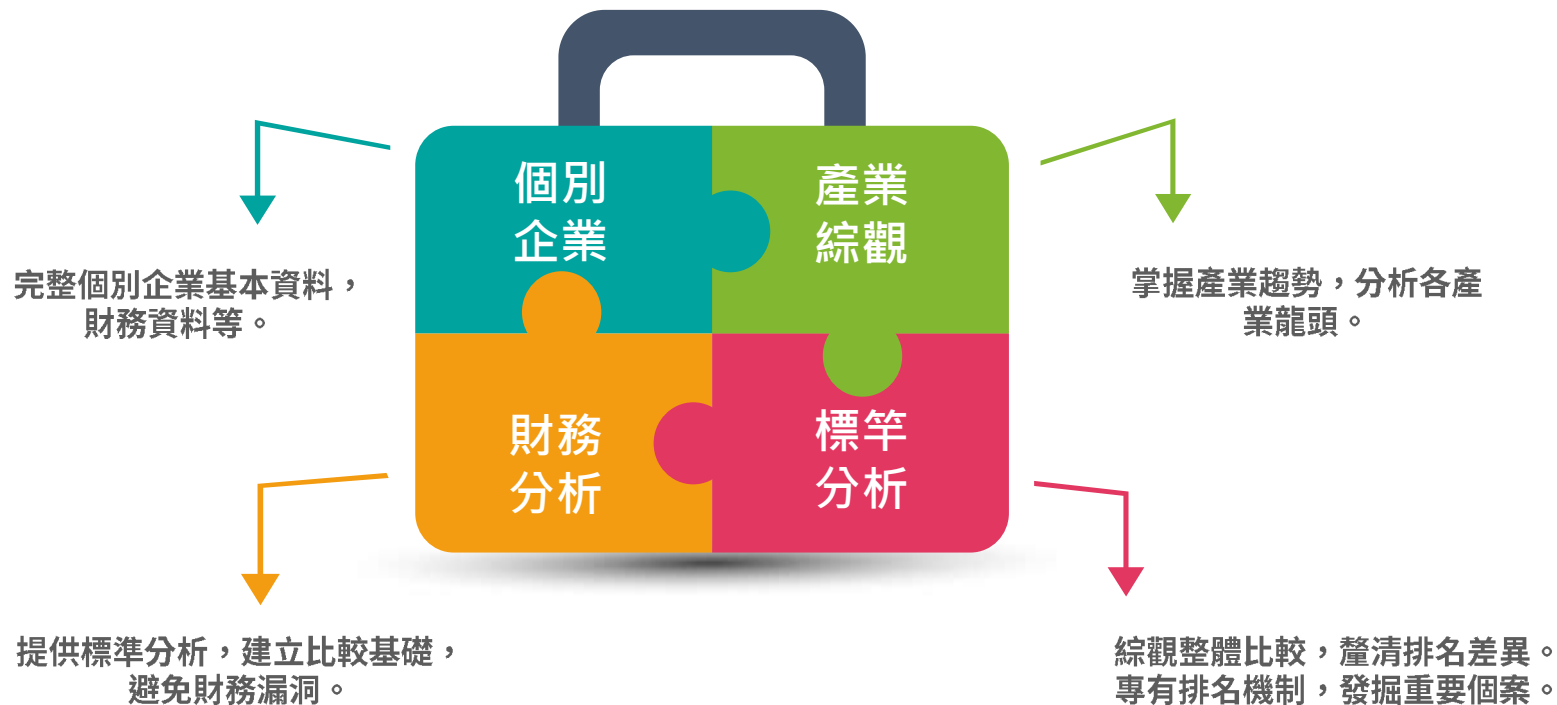 個別
企業
產業
綜觀
完整個別企業基本資料，
財務資料等。
掌握產業趨勢，分析各產
業龍頭。
財務
分析
標竿
分析
提供標準分析，建立比較基礎，
避免財務漏洞。
綜觀整體比較，釐清排名差異。
專有排名機制，發掘重要個案。